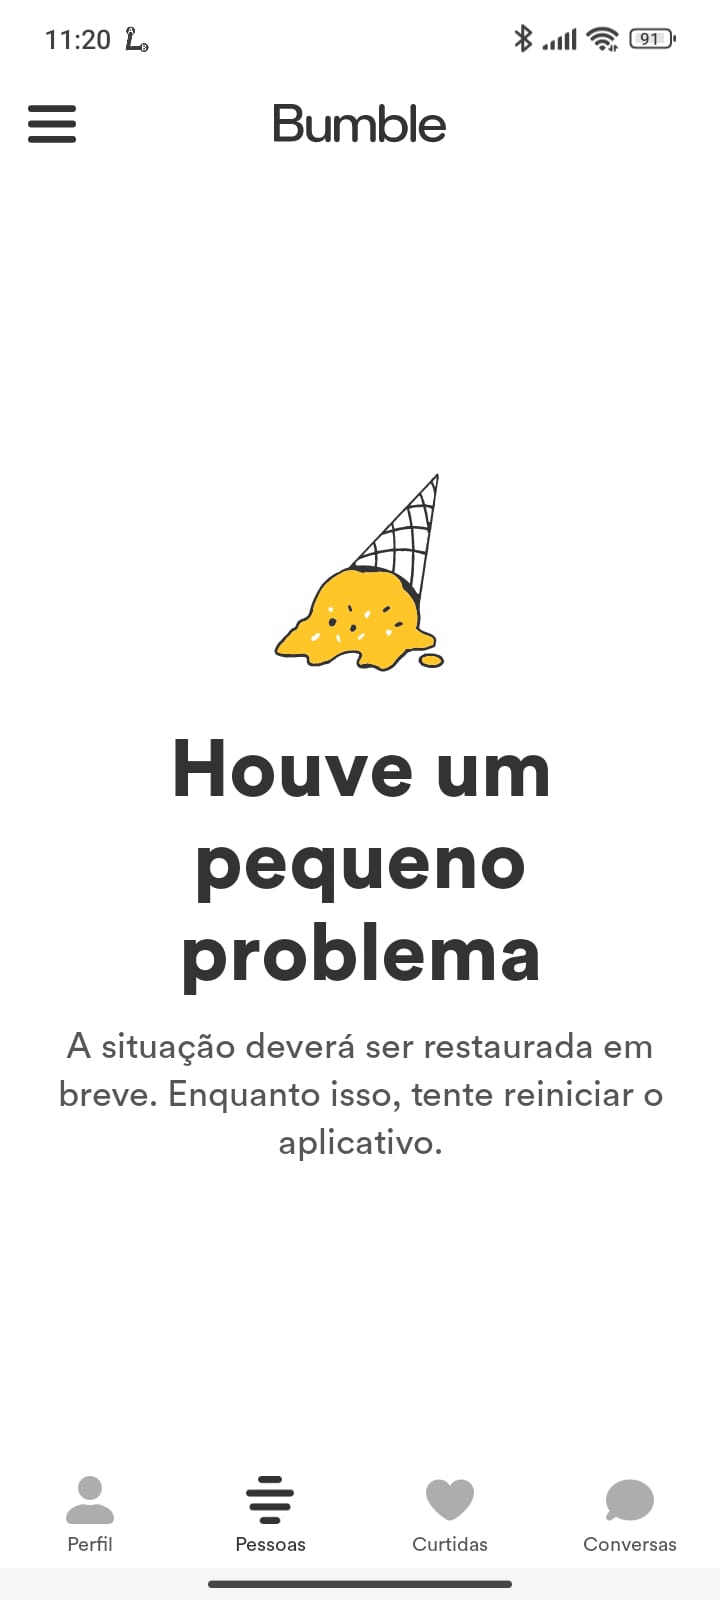 11:20
91
Bumble
Houve um
pequeno
problema
A situação deverá ser restaurada em
breve. Enquanto isso, tente reiniciar o
aplicativo.
Perfil
Pessoas
Curtidas
Conversas